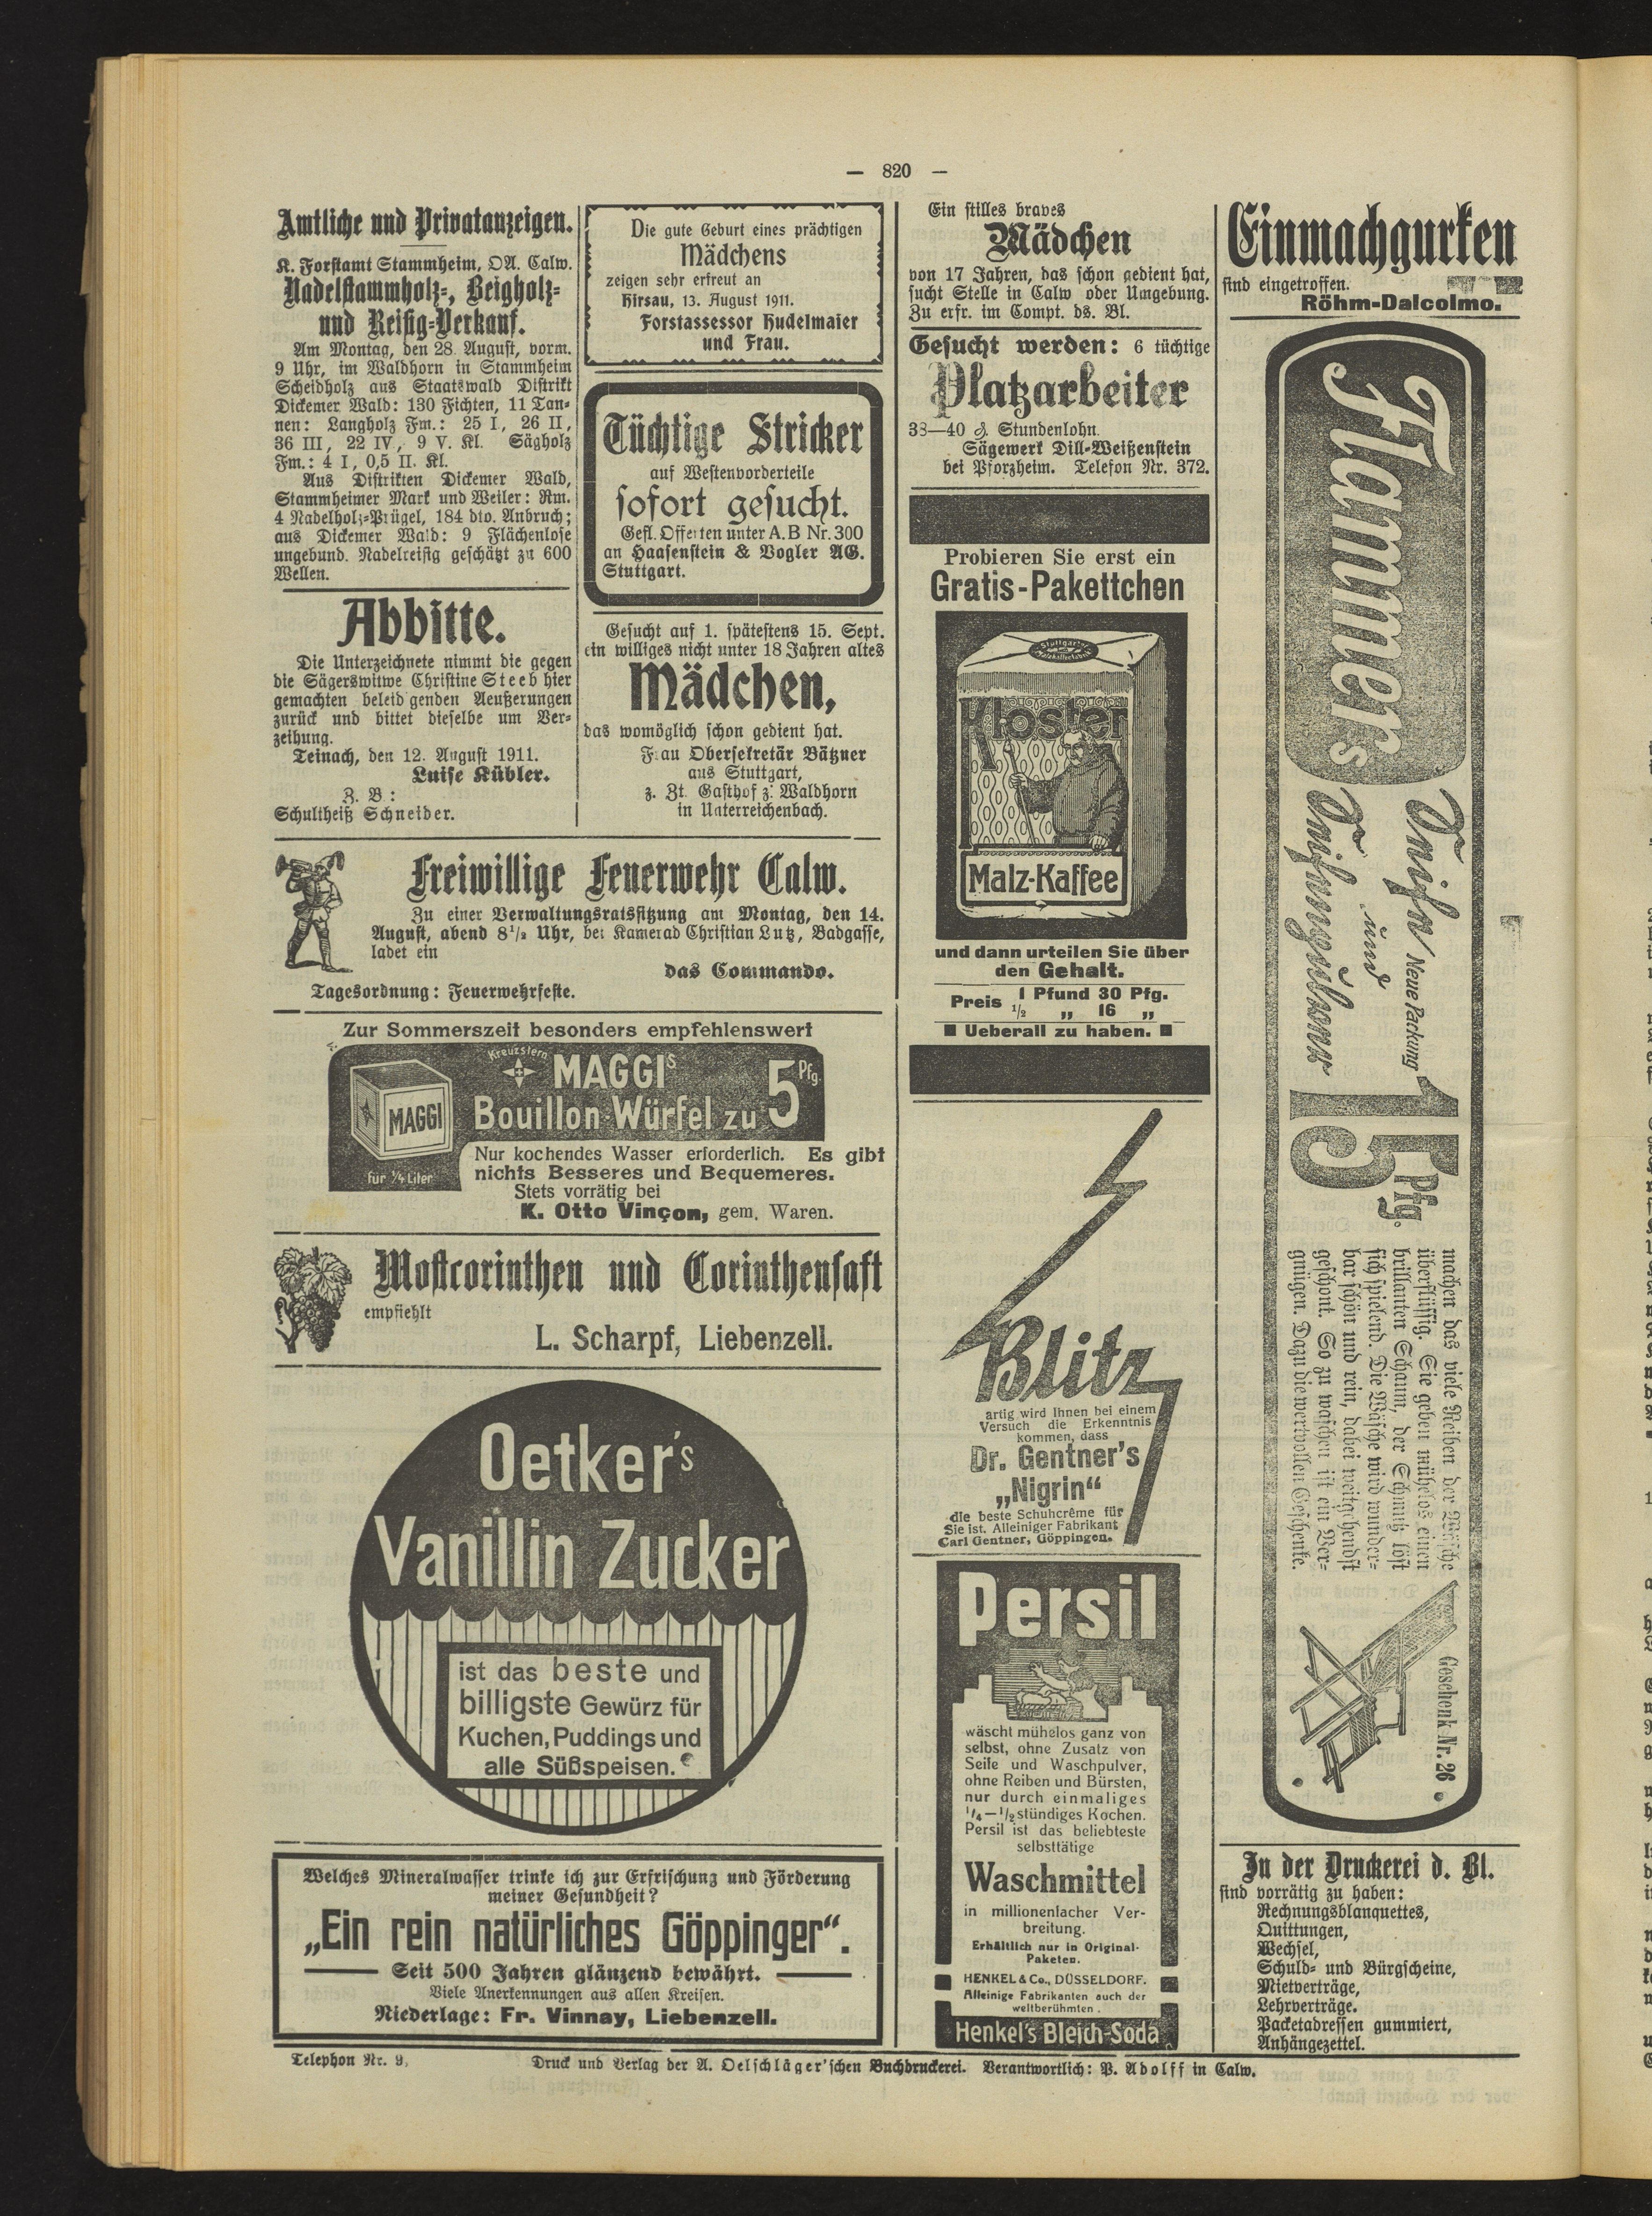 — 820 —
Amtliche und Privatanzeigen.
K. Forstamt Stammheim, OA. Calw.
Nadelstammholz-, Beigholz-
und Reisig-Verkauf.
Am Montag, den 28. August, vorm.
9 Uhr, im Waldhorn in Stammheim
Scheidholz aus Staatswald Distrikt
Dickemer Wald: 130 Fichten, 11 Tan-
nen: Langholz Fm.: 25 I, 26 II,
36 III, 22 IV, 9 V. Kl. Sägholz
Fm.: 4 I, 0,5 II. Kl.
Aus Distrikten Dickemer Wald,
Stammheimer Mark und Weiler: Rm.
4 Nadelholz-Prügel, 184 dto. Anbruch;
aus Dickemer Wald: 9 Flächenlose
ungebund. Nadelreisig geschätzt zu 600
Wellen.
Abbitte.
Die Unterzeichnete nimmt die gegen
die Sägerswitwe Christine Steeb hier
gemachten beleidigenden Aeußerungen
zurück und bittet dieselbe um Ver-
zeihung.
Teinach, den 12. August 1911.
Luise Kübler.
Z. B:
Schultheiß Schneider.
Die gute Geburt eines prächtigen
Mädchens
zeigen sehr erfreut an
Hirsau, 13. August 1911.
Forstassessor Hudelmaier
und Frau.
Tüchtige Stricker
auf Westenvorderteile
sofort gesucht.
Gefl. Offerten unter A.B Nr. 300
an Haasenstein & Vogler AG.
Stuttgart.
Gesucht auf 1. spätestens 15. Sept.
ein williges nicht unter 18 Jahren altes
Mädchen,
das womöglich schon gedient hat.
Frau Obersekretär Bätzner
aus Stuttgart,
z. Zt. Gasthof z. Waldhorn
in Unterreichenbach.
Freiwillige Feuerwehr Calw.
Zu einer Verwaltungsratssitzung am Montag, den 14.
August, abend 8½ Uhr, bei Kamerad Christian Lutz, Badgasse,
ladet ein
das Commando.
Tagesordnung: Feuerwehrfeste.
Zur Sommerszeit besonders empfehlenswert
Kreuzstern
MAGGI's
Bouillon-Würfel zu 5 Pfg.
MAGGI
für ¼ Liter
Nur kochendes Wasser erforderlich. Es gibt
nichts Besseres und Bequemeres.
Stets vorrätig bei
K. Otto Vinçon, gem. Waren.
Mostcorinthen und Corinthensaft
empfiehlt
L. Scharpf, Liebenzell.
Oetker's
Vanillin Zucker
ist das beste und
billigste Gewürz für
Kuchen, Puddings und
alle Süßspeisen.
Welches Mineralwasser trinke ich zur Erfrischung und Förderung
meiner Gesundheit?
„Ein rein natürliches Göppinger“.
Seit 500 Jahren glänzend bewährt.
Viele Anerkennungen aus allen Kreisen.
Niederlage: Fr. Vinnay, Liebenzell.
Ein stilles braves
Mädchen
von 17 Jahren, das schon gedient hat,
sucht Stelle in Calw oder Umgebung.
Zu erfr. im Compt. ds. Bl.
Gesucht werden: 6 tüchtige
Platzarbeiter
38—40 ₰ Stundenlohn.
Sägewerk Dill-Weißenstein
bei Pforzheim. Telefon Nr. 372.
Probieren Sie erst ein
Gratis-Pakettchen
Kloster
Malz-Kaffee
und dann urteilen Sie über
den Gehalt.
Preis 1 Pfund 30 Pfg.
½ „ 16 „
■ Ueberall zu haben. ■
Blitz
artig wird Ihnen bei einem
Versuch die Erkenntnis
kommen, dass
Dr. Gentner's
„Nigrin“
die beste Schuhcrême für
Sie ist. Alleiniger Fabrikant
Carl Gentner, Göppingen.
Persil
wäscht mühelos ganz von
selbst, ohne Zusatz von
Seife und Waschpulver,
ohne Reiben und Bürsten,
nur durch einmaliges
¼—½ stündiges Kochen.
Persil ist das beliebteste
selbsttätige
Waschmittel
in millionenfacher Ver-
breitung.
Erhältlich nur in Original-
Paketen.
HENKEL & Co., DÜSSELDORF.
Alleinige Fabrikanten auch der
weltberühmten
Henkel's Bleich-Soda
Einmachgurken
sind eingetroffen.
Röhm-Dalcolmo.
Flammers
Seife
und
Seifenpulver
Neue Packung
15 Pfg.
machen das viele Reiben der Wäsche
überflüssig. Sie geben mühelos einen
brillanten Schaum, der Schmutz löst
sich spielend. Die Wäsche wird wunder-
bar schön und rein, dabei weitgehendst
geschont. So zu waschen ist ein Ver-
gnügen. Dazu die wertvollen Geschenke.
Geschenk Nr. 26
In der Druckerei d. Bl.
sind vorrätig zu haben:
Rechnungsblanquettes,
Quittungen,
Wechsel,
Schuld- und Bürgscheine,
Mietverträge,
Lehrverträge.
Packetadressen gummiert,
Anhängezettel.
Telephon Nr. 9.
Druck und Verlag der A. Oelschläger'schen Buchdruckerei. Verantwortlich: P. Adolff in Calw.